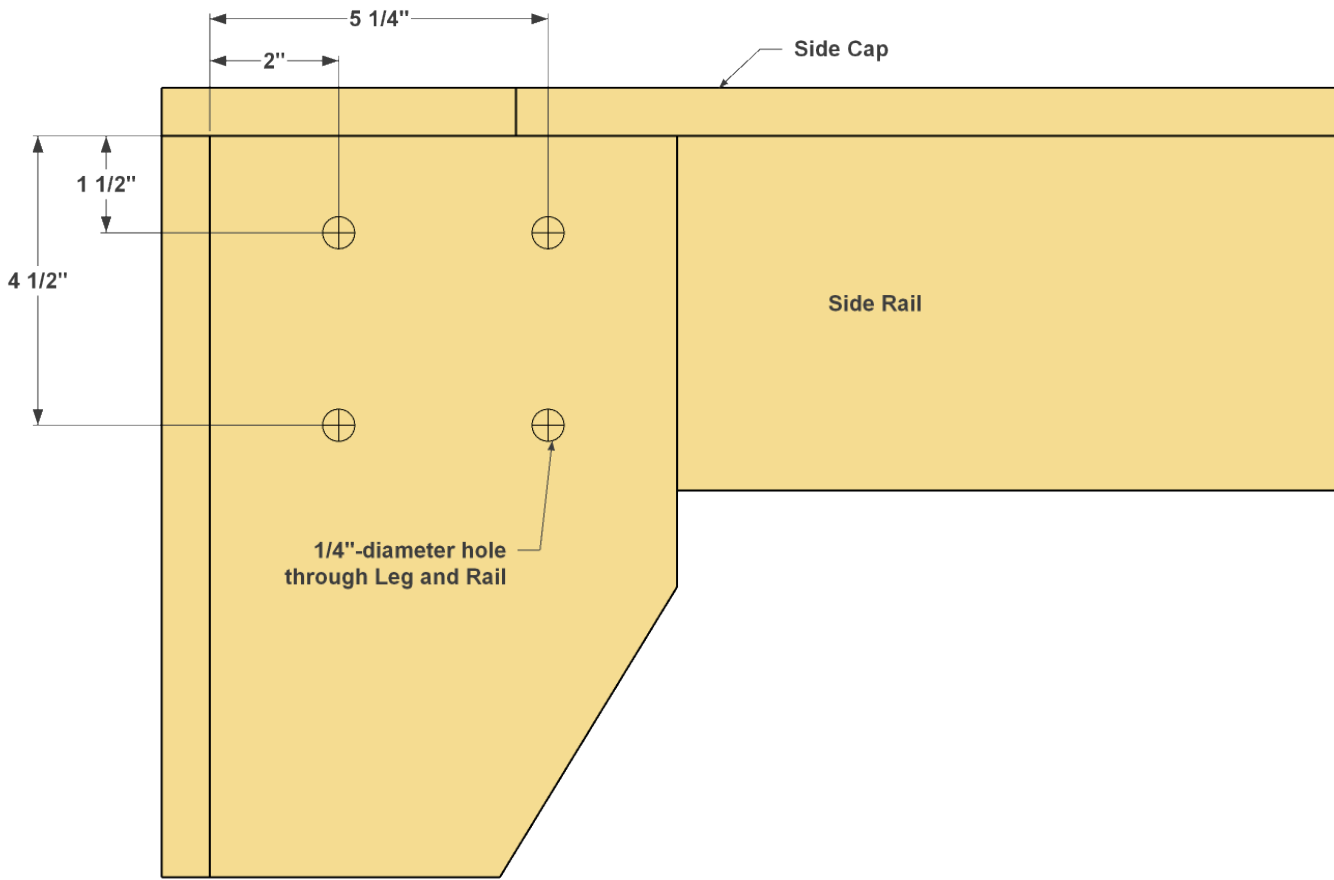 5 1/4"
2"
Side Cap
1 1/2"
4 1/2"
Side Rail
1/4"-diameter hole
through Leg and Rail